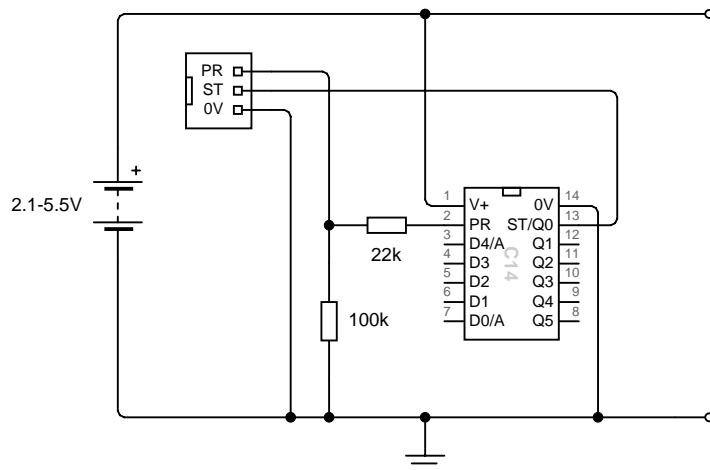 PR
ST
0V
+
2.1-5.5V
22k
100k
1 V+ 0V 14
2 PR ST/Q0 13
3 D4/A Q1 12
4 D3 Q2 11
5 D2 Q3 10
6 D1 Q4 9
7 D0/A Q5 8
C14